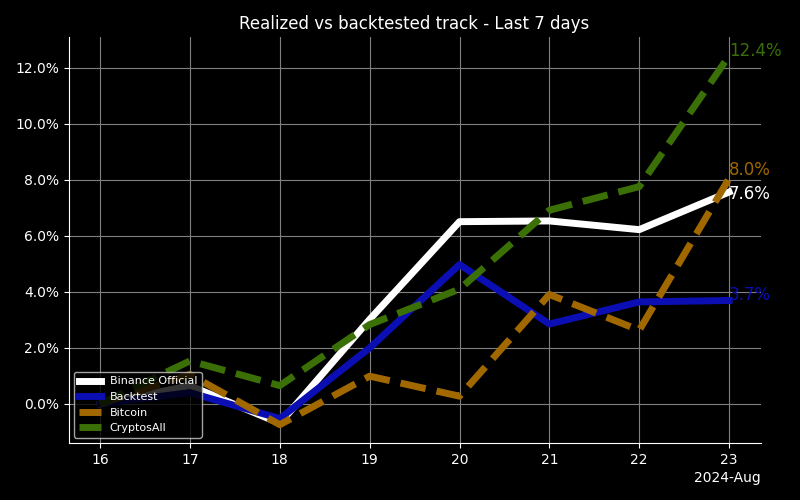 Realized vs backtested track - Last 7 days
12.4%
12.0%
10.0%
8.0%
8.0%
7.6%
6.0%
4.0%
3.7%
2.0%
0.0%
Binance Official
Backtest
Bitcoin
CryptosAll
16 17 18 19 20 21 22 23
2024-Aug